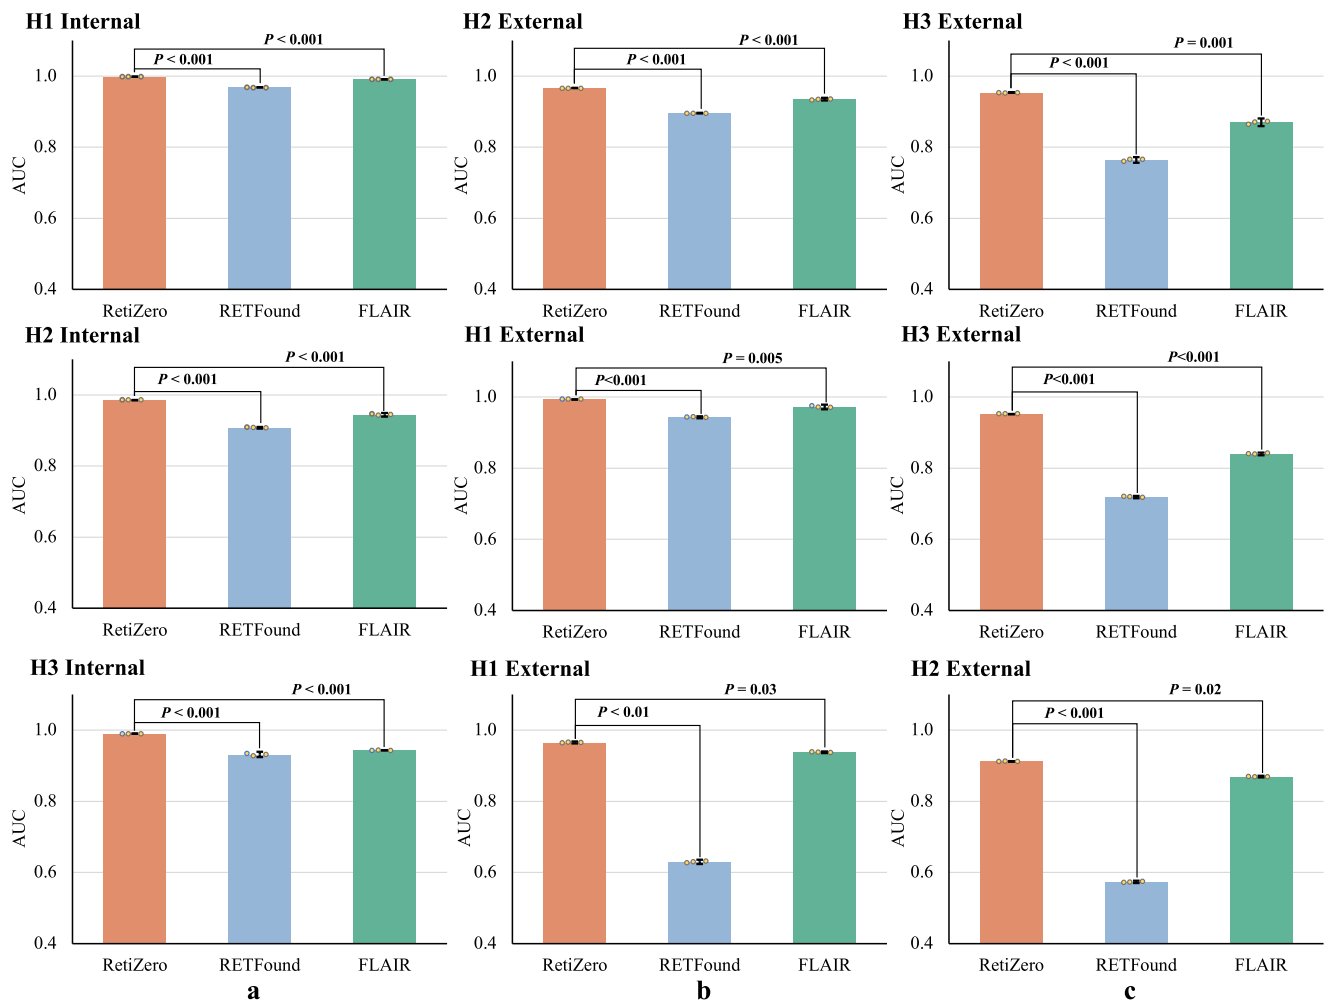 H1 Internal
P < 0.001
P < 0.001
AUC
1.0
0.8
0.6
0.4
RetiZero RETFound FLAIR
H2 External
P < 0.001
P < 0.001
AUC
1.0
0.8
0.6
0.4
RetiZero RETFound FLAIR
H3 External
P = 0.001
P < 0.001
AUC
1.0
0.8
0.6
0.4
RetiZero RETFound FLAIR
H2 Internal
P < 0.001
P < 0.001
AUC
1.0
0.8
0.6
0.4
RetiZero RETFound FLAIR
H1 External
P = 0.005
P<0.001
AUC
1.0
0.8
0.6
0.4
RetiZero RETFound FLAIR
H3 External
P<0.001
P<0.001
AUC
1.0
0.8
0.6
0.4
RetiZero RETFound FLAIR
H3 Internal
P < 0.001
P < 0.001
AUC
1.0
0.8
0.6
0.4
RetiZero RETFound FLAIR
H1 External
P = 0.03
P < 0.01
AUC
1.0
0.8
0.6
0.4
RetiZero RETFound FLAIR
H2 External
P = 0.02
P < 0.001
AUC
1.0
0.8
0.6
0.4
RetiZero RETFound FLAIR
a b c